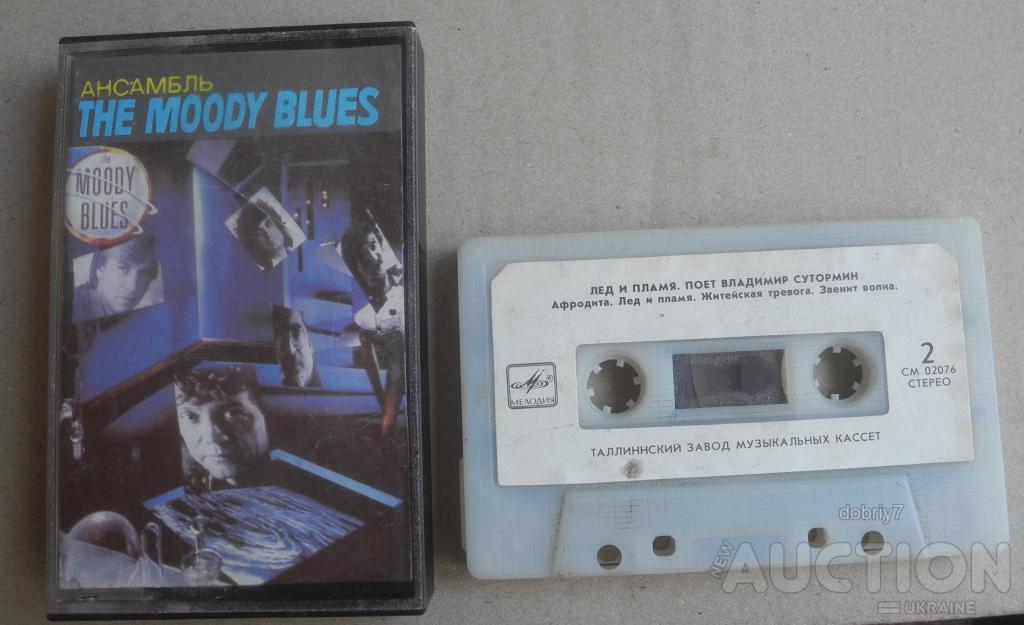 АНСАМБЛЬ
THE MOODY BLUES
the
MOODY
BLUES
ЛЕД И ПЛАМЯ. ПОЕТ ВЛАДИМИР СУТОРМИН
Афродита. Лед и пламя. Житейская тревога. Звенит волна.
2
СМ 02076
СТЕРЕО
®
МЕЛОДИЯ
ТАЛЛИННСКИЙ ЗАВОД МУЗЫКАЛЬНЫХ КАССЕТ
dobriy7
NEW
AUCTION
UKRAINE